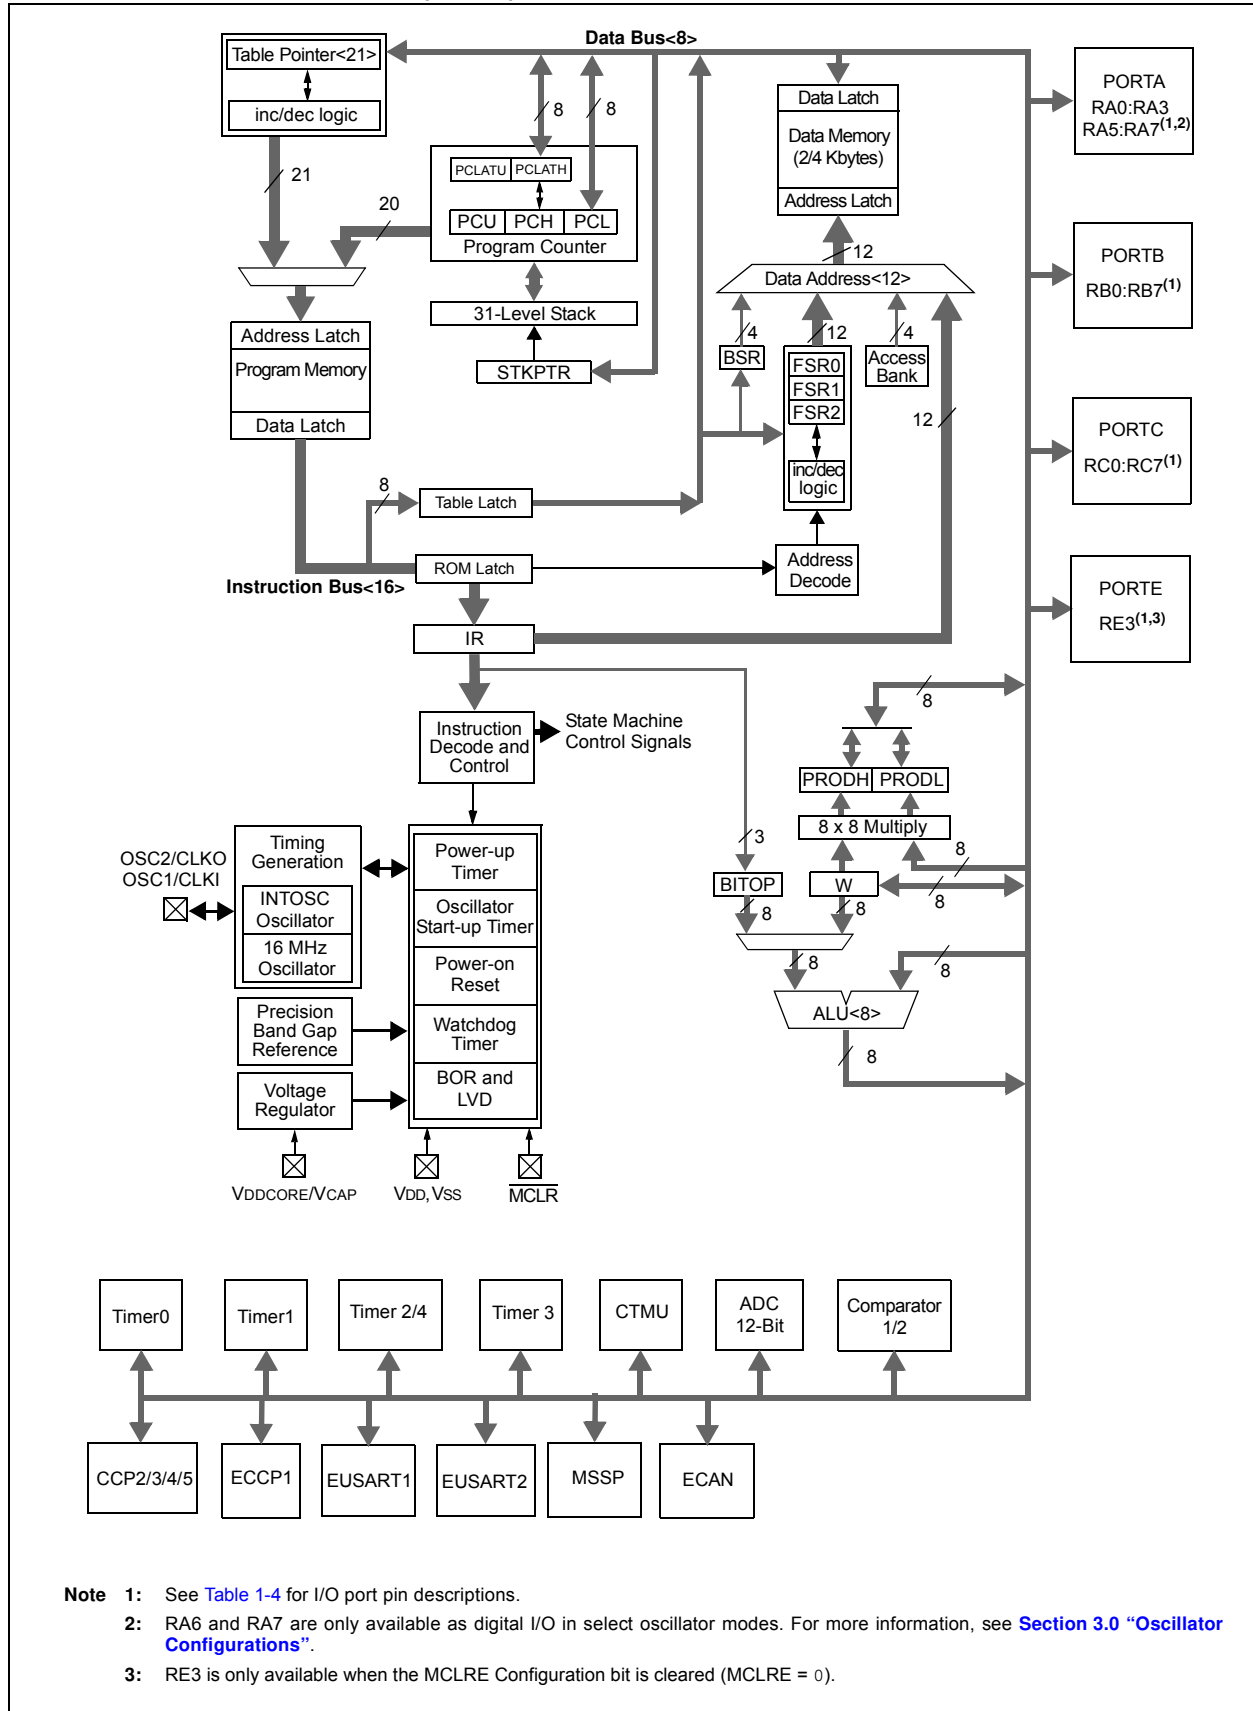 Data Bus<8>
Table Pointer<21>
inc/dec logic
21
8
8
PCLATU PCLATH
PCU PCH PCL
Program Counter
20
31-Level Stack
STKPTR
Address Latch
Program Memory
Data Latch
8
Table Latch
ROM Latch
Instruction Bus<16>
IR
Data Latch
Data Memory
(2/4 Kbytes)
Address Latch
12
Data Address<12>
4
12
4
BSR
FSR0
FSR1
FSR2
inc/dec
logic
Access
Bank
12
Address
Decode
PORTA
RA0:RA3
RA5:RA7(1,2)
PORTB
RB0:RB7(1)
PORTC
RC0:RC7(1)
PORTE
RE3(1,3)
Instruction
Decode and
Control
State Machine
Control Signals
8
PRODH PRODL
8 x 8 Multiply
3
8
BITOP
W
8
8
8
8
8
ALU<8>
8
OSC2/CLKO
OSC1/CLKI
Timing
Generation
INTOSC
Oscillator
16 MHz
Oscillator
Power-up
Timer
Oscillator
Start-up Timer
Power-on
Reset
Watchdog
Timer
BOR and
LVD
Precision
Band Gap
Reference
Voltage
Regulator
VDDCORE/VCAP
VDD, VSS
MCLR
Timer0
Timer1
Timer 2/4
Timer 3
CTMU
ADC
12-Bit
Comparator
1/2
CCP2/3/4/5
ECCP1
EUSART1
EUSART2
MSSP
ECAN
Note 1: See Table 1-4 for I/O port pin descriptions.
2: RA6 and RA7 are only available as digital I/O in select oscillator modes. For more information, see Section 3.0 “Oscillator
Configurations”.
3: RE3 is only available when the MCLRE Configuration bit is cleared (MCLRE = 0).